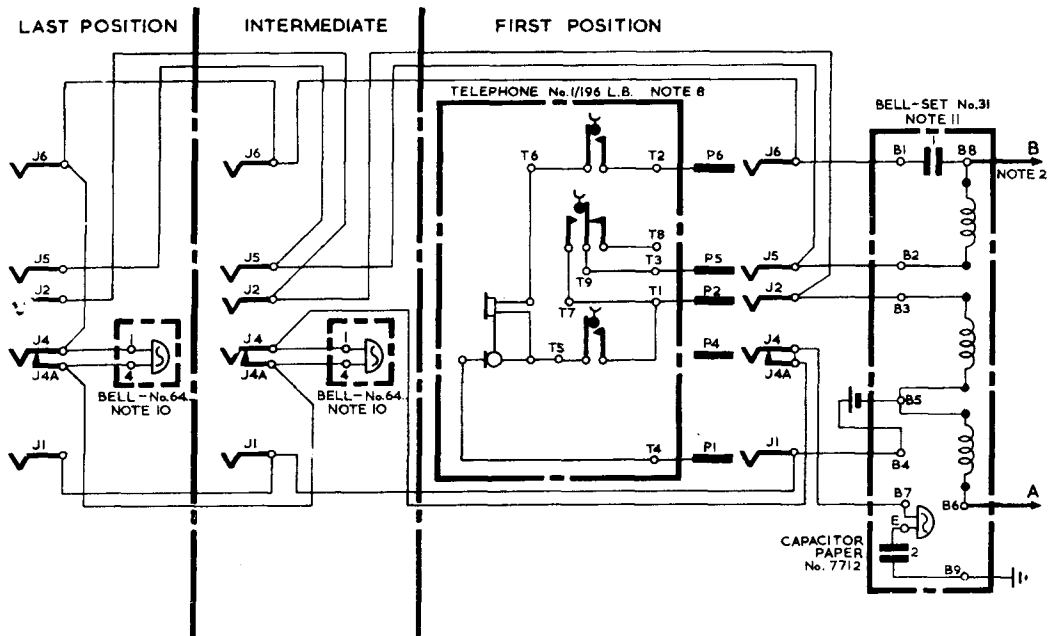 LAST POSITION
INTERMEDIATE
FIRST POSITION
TELEPHONE No.1/196 L.B. NOTE 8
BELL-SET No.31
NOTE 11
J6
J6
T6
T2
P6
J6
B1
1
B8
B
NOTE 2
J5
J2
J5
J2
T8
T3
T9
T7
T1
P5
P2
J5
J2
B2
B3
J4
J4A
1
4
BELL-No.64.
NOTE 10
J4
J4A
1
4
BELL-No.64.
NOTE 10
T5
P4
J4
J4A
B5
J1
J1
T4
P1
J1
B4
B7
B6
A
E
2
CAPACITOR
PAPER
No. 7712
B9